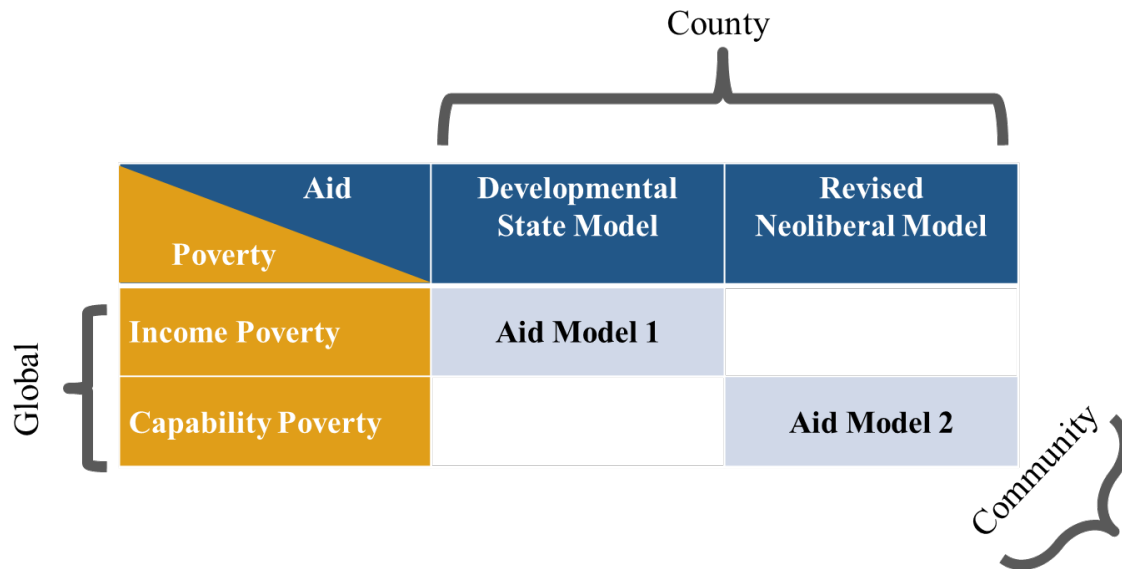 County
Aid
Poverty
Developmental
State Model
Revised
Neoliberal Model
Global
Income Poverty
Aid Model 1
Capability Poverty
Aid Model 2
Community